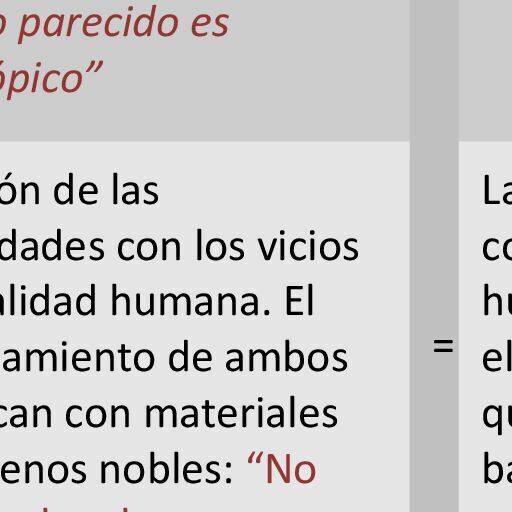 parecido es
ópico”
ón de las
dades con los vicios
alidad humana. El
amiento de ambos
can con materiales
enos nobles: “No
=
La
co
hu
el
qu
ba